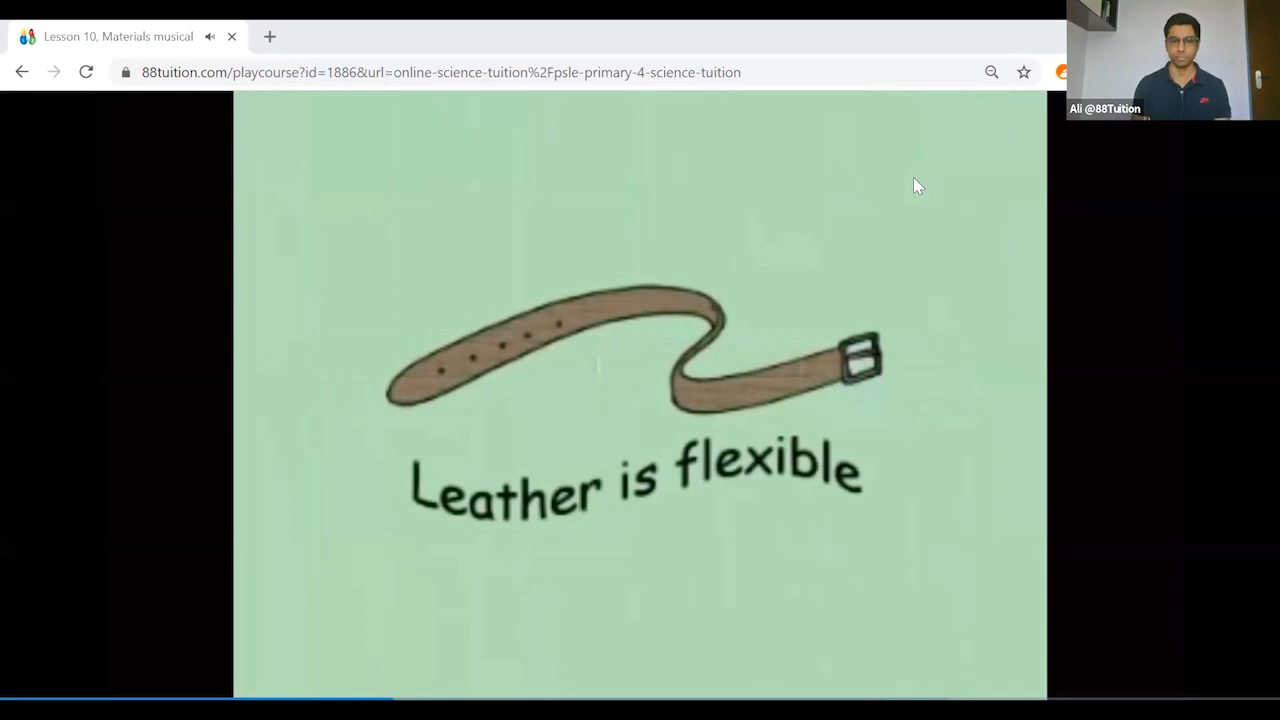 Lesson 10, Materials musical
88tuition.com/playcourse?id=1886&url=online-science-tuition%2Fpsle-primary-4-science-tuition
Ali @88Tuition
Leather is flexible